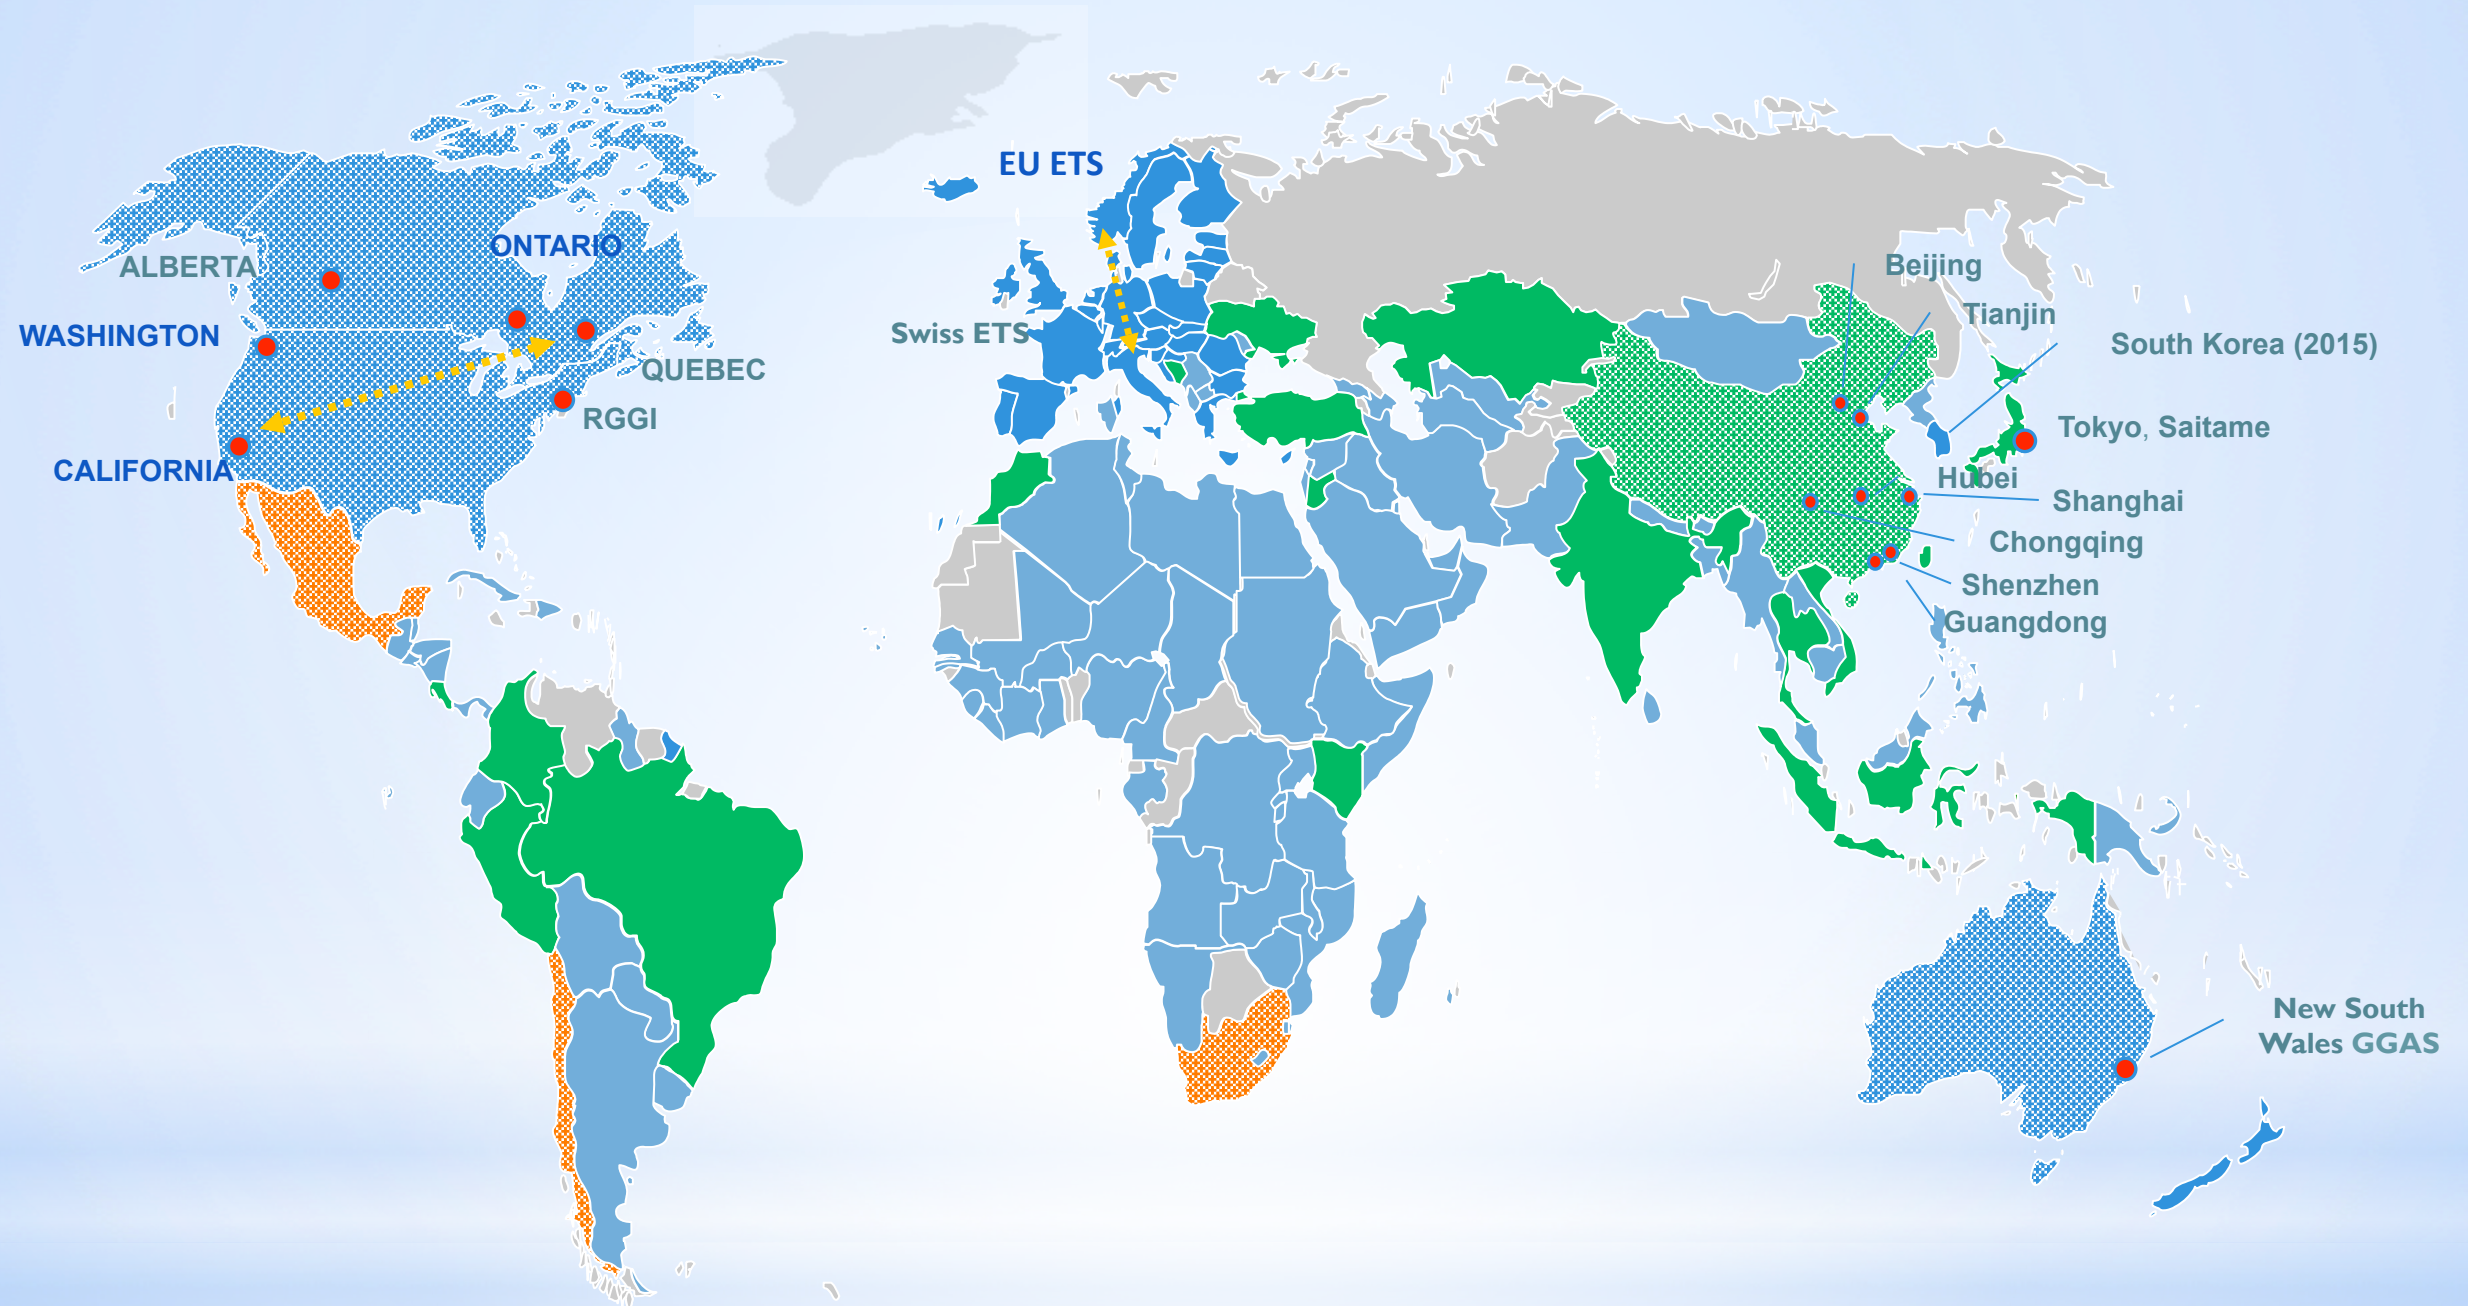 EU ETS
ONTARIO
ALBERTA
WASHINGTON
Swiss ETS
QUEBEC
RGGI
CALIFORNIA
Beijing
Tianjin
South Korea (2015)
Tokyo, Saitame
Hubei
Shanghai
Chongqing
Shenzhen
Guangdong
New South
Wales GGAS